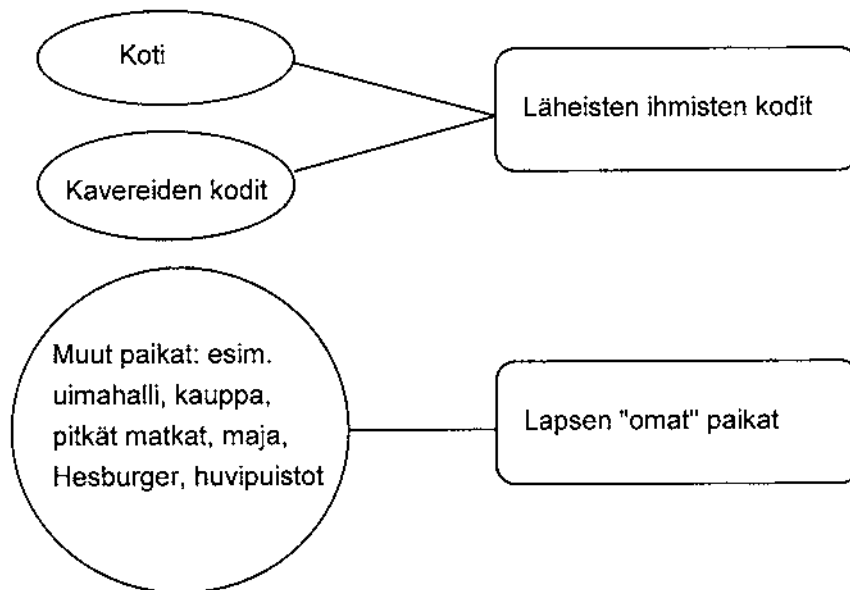 Koti
Läheisten ihmisten kodit
Kavereiden kodit
Muut paikat: esim.
uimahalli, kauppa,
pitkät matkat, maja,
Hesburger, huvipuistot
Lapsen "omat" paikat